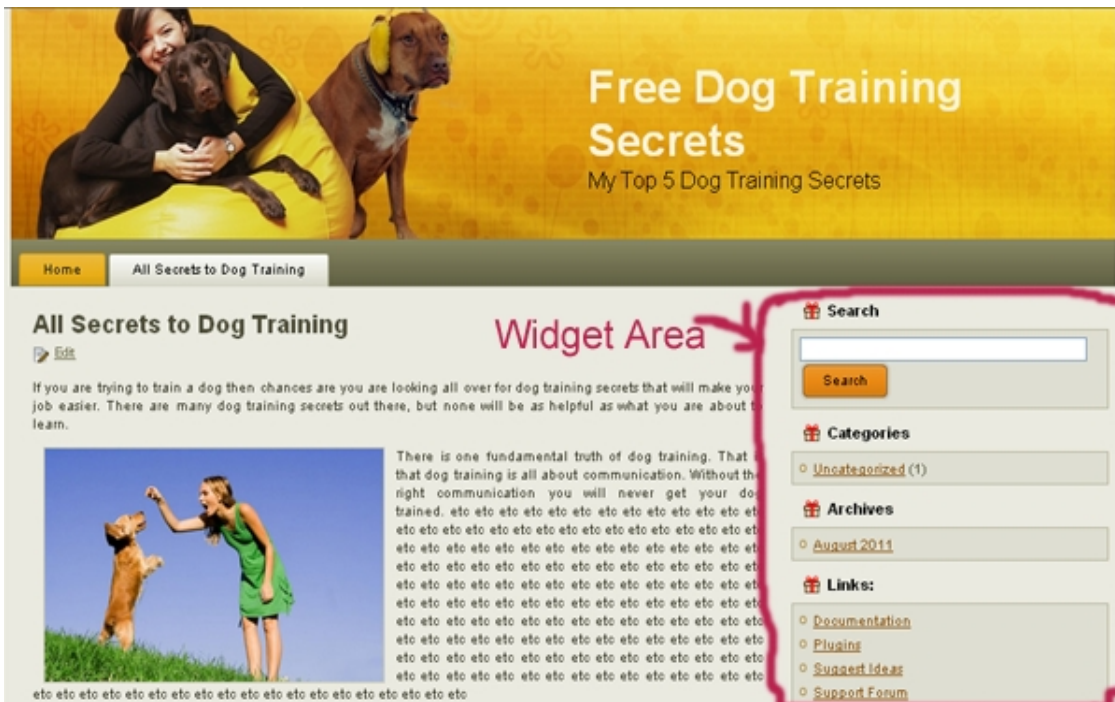 Free Dog Training
Secrets
My Top 5 Dog Training Secrets
Home
All Secrets to Dog Training
All Secrets to Dog Training
Edit
Widget Area
If you are trying to train a dog then chances are you are looking all over for dog training secrets that will make your
job easier. There are many dog training secrets out there, but none will be as helpful as what you are about to
learn.
There is one fundamental truth of dog training. That
that dog training is all about communication. Without the
right communication you will never get your dog
trained. etc etc etc etc etc etc etc etc etc etc etc etc etc
etc etc etc etc etc etc etc etc etc etc etc etc etc etc etc
etc etc etc etc etc etc etc etc etc etc etc etc etc etc etc
etc etc etc etc etc etc etc etc etc etc etc etc etc etc etc
etc etc etc etc etc etc etc etc etc etc etc etc etc etc etc
etc etc etc etc etc etc etc etc etc etc etc etc etc etc etc
etc etc etc etc etc etc etc etc etc etc etc etc etc etc etc
etc etc etc etc etc etc etc etc etc etc etc etc etc etc etc
etc etc etc etc etc etc etc etc etc etc etc etc etc etc etc
etc etc etc etc etc etc etc etc etc etc etc etc etc etc etc
etc etc etc etc etc etc etc etc etc etc etc etc etc etc etc etc etc etc etc etc etc etc etc
Search
Search
Categories
Uncategorized (1)
Archives
August 2011
Links:
Documentation
Plugins
Suggest Ideas
Support Forum